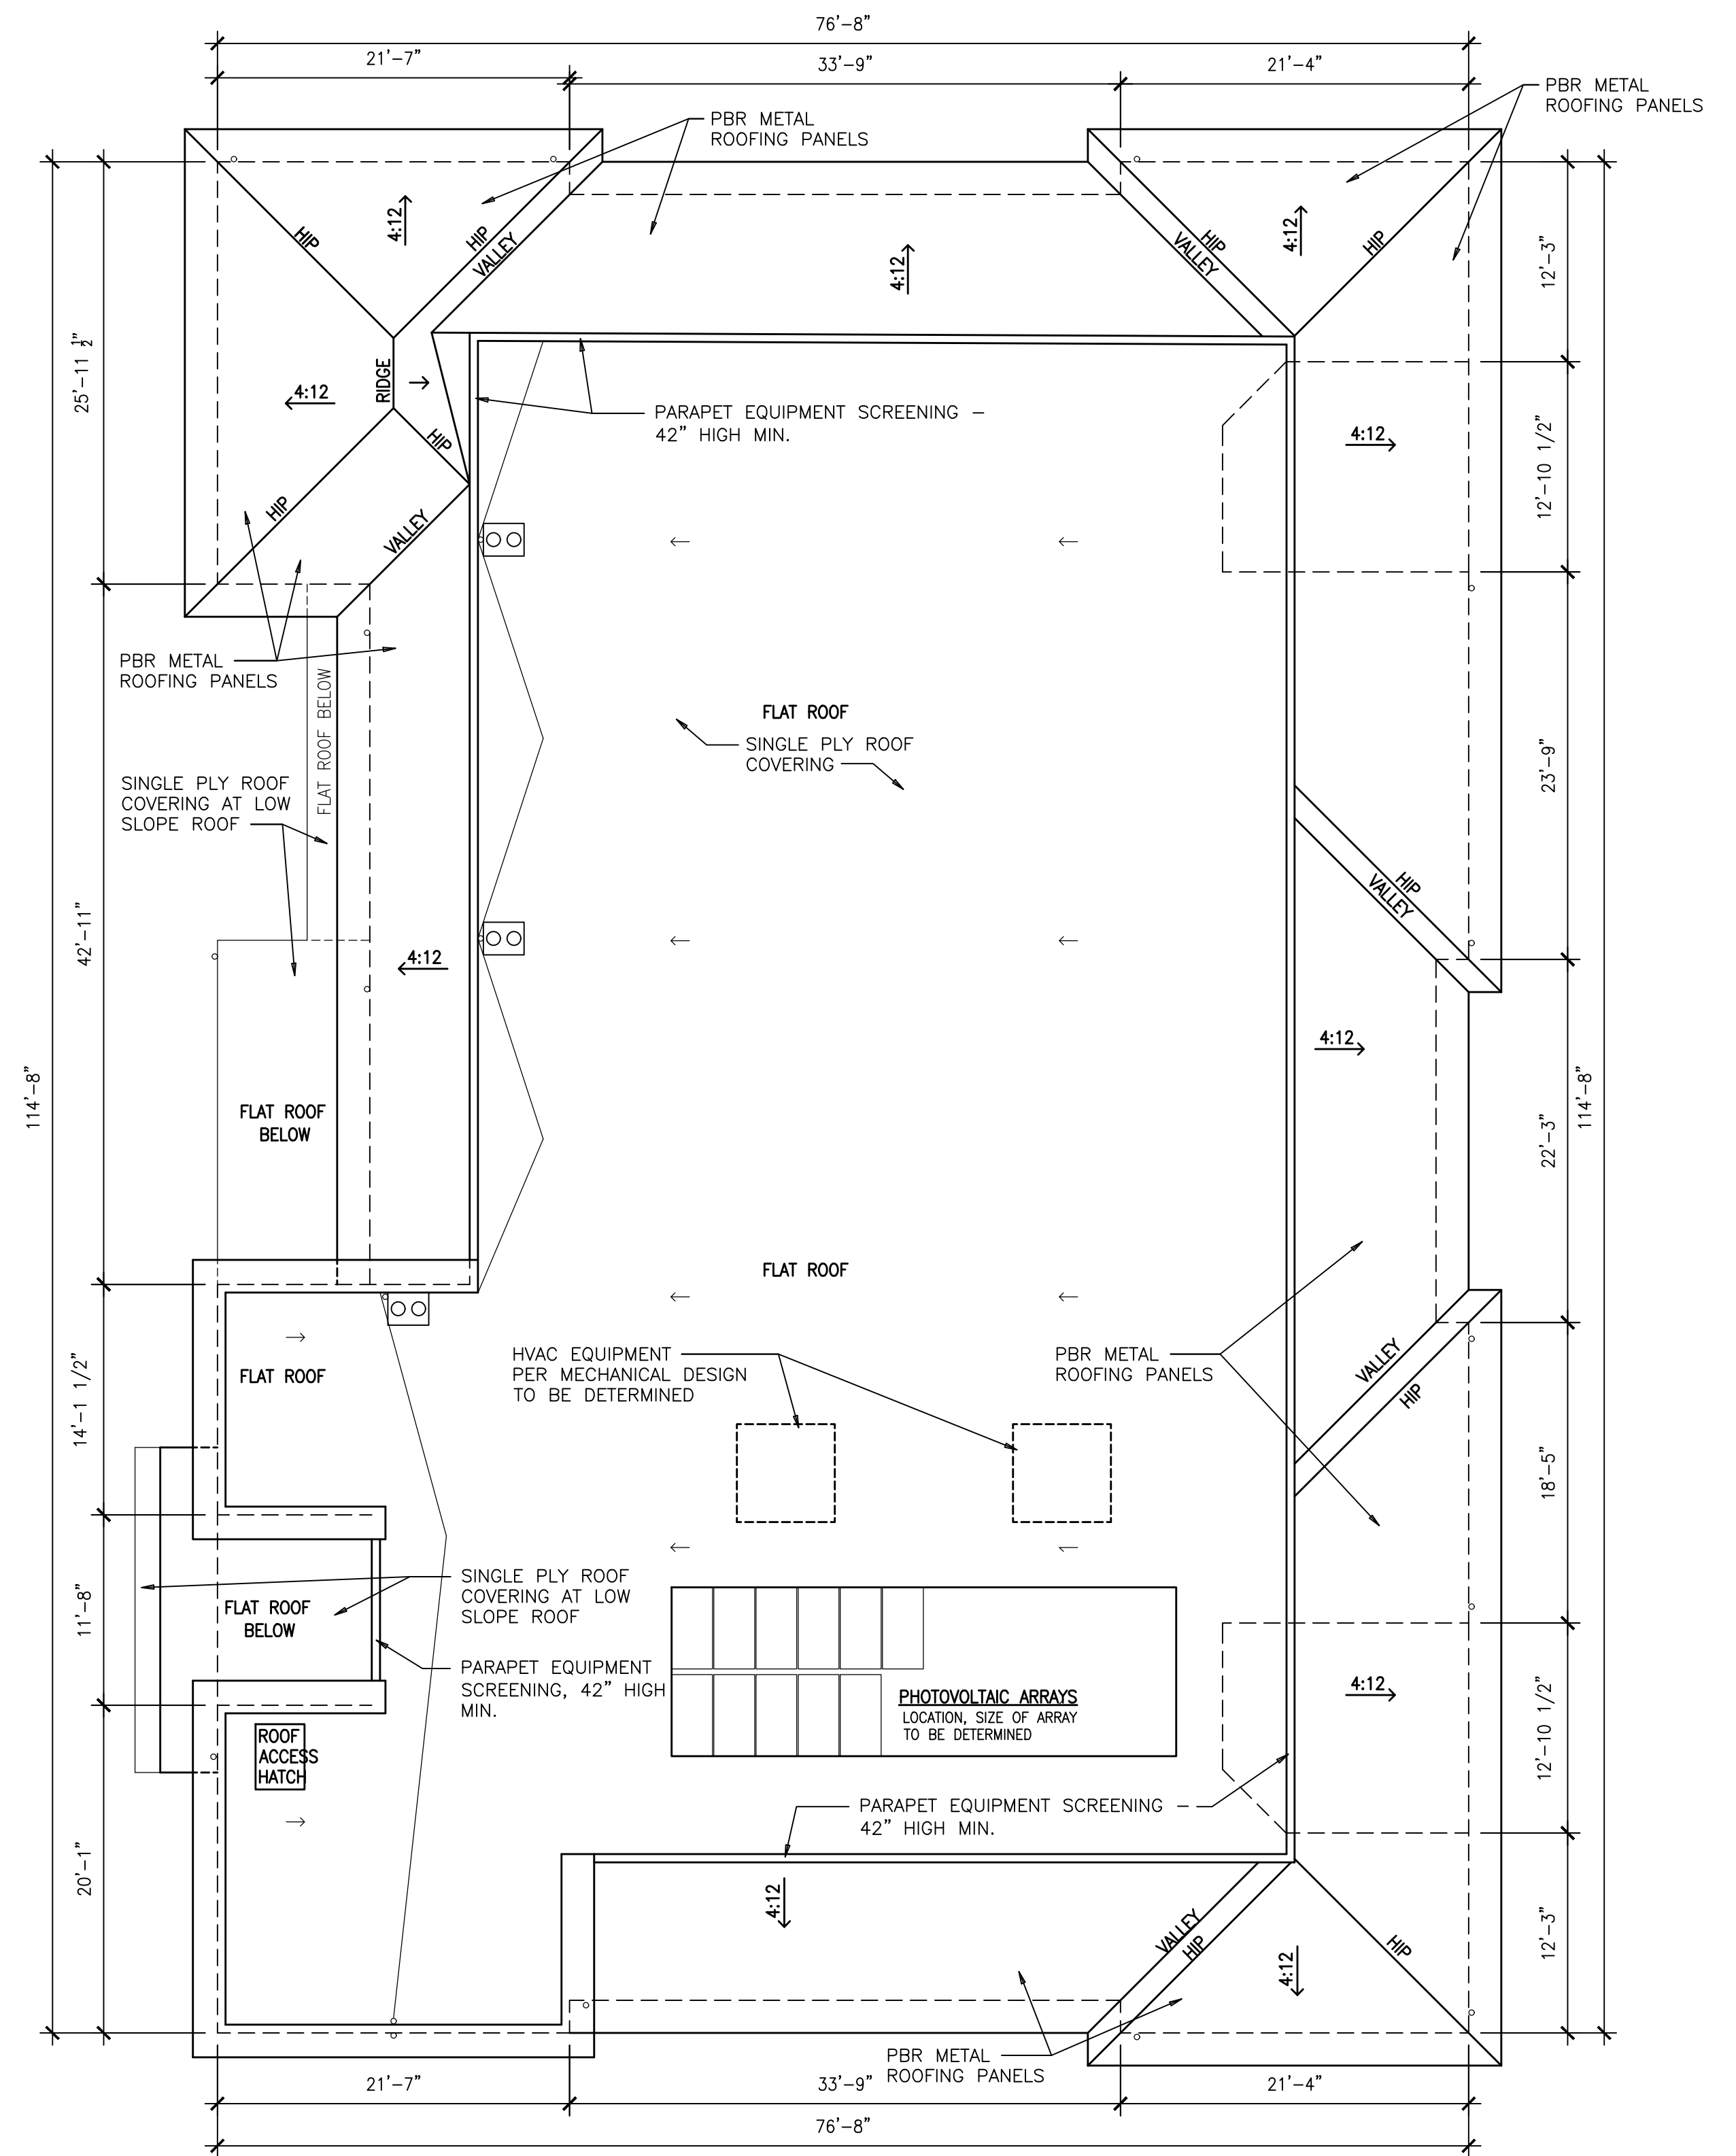 76'-8"
21'-7"
33'-9"
21'-4"
PBR METAL
ROOFING PANELS
PBR METAL
ROOFING PANELS
4:12
HIP
HIP
VALLEY
4:12
VALLEY
HIP
4:12
HIP
12'-3"
25'-11 1/2"
RIDGE
4:12
HIP
PARAPET EQUIPMENT SCREENING –
42" HIGH MIN.
4:12
12'-10 1/2"
HIP
VALLEY
PBR METAL
ROOFING PANELS
FLAT ROOF BELOW
FLAT ROOF
SINGLE PLY ROOF
COVERING
23'-9"
SINGLE PLY ROOF
COVERING AT LOW
SLOPE ROOF
HIP
VALLEY
42'-11"
4:12
4:12
114'-8"
FLAT ROOF
BELOW
22'-3"
114'-8"
FLAT ROOF
HVAC EQUIPMENT
PER MECHANICAL DESIGN
TO BE DETERMINED
PBR METAL
ROOFING PANELS
VALLEY
HIP
14'-1 1/2"
FLAT ROOF
18'-5"
11'-8"
FLAT ROOF
BELOW
SINGLE PLY ROOF
COVERING AT LOW
SLOPE ROOF
PARAPET EQUIPMENT
SCREENING, 42" HIGH
MIN.
PHOTOVOLTAIC ARRAYS
LOCATION, SIZE OF ARRAY
TO BE DETERMINED
4:12
12'-10 1/2"
ROOF
ACCESS
HATCH
PARAPET EQUIPMENT SCREENING –
42" HIGH MIN.
20'-1"
4:12
VALLEY
HIP
4:12
HIP
12'-3"
PBR METAL
ROOFING PANELS
21'-7"
33'-9"
21'-4"
76'-8"